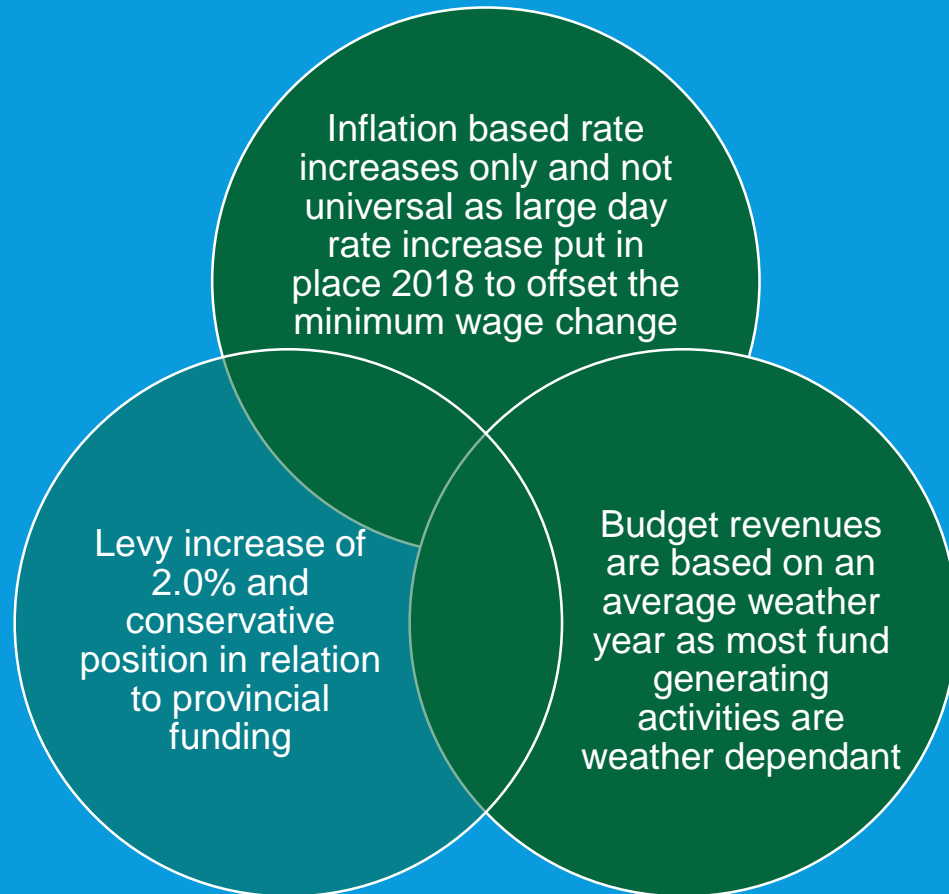 Inflation based rate
increases only and not
universal as large day
rate increase put in
place 2018 to offset the
minimum wage change
Levy increase of
2.0% and
conservative
position in relation
to provincial
funding
Budget revenues
are based on an
average weather
year as most fund
generating
activities are
weather dependant